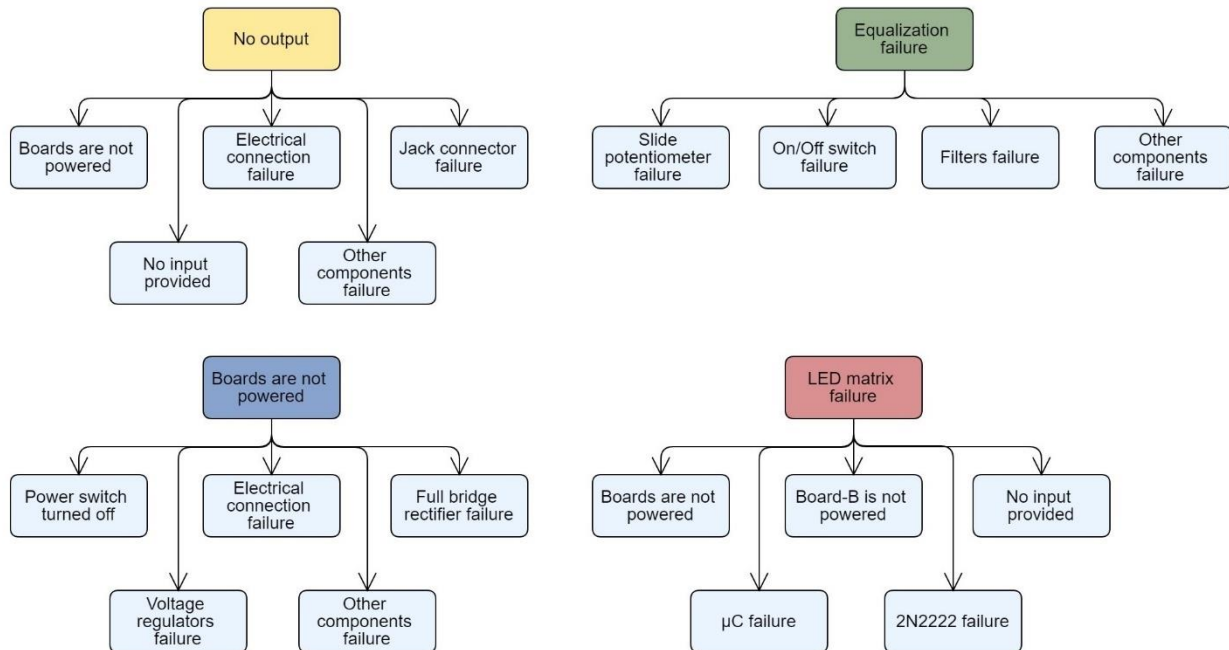 No output
Boards are not
powered
Electrical
connection
failure
Jack connector
failure
No input
provided
Other
components
failure
Equalization
failure
Slide
potentiometer
failure
On/Off switch
failure
Filters failure
Other
components
failure
Boards are not
powered
Power switch
turned off
Electrical
connection
failure
Full bridge
rectifier failure
Voltage
regulators
failure
Other
components
failure
LED matrix
failure
Boards are not
powered
Board-B is not
powered
No input
provided
µC failure
2N2222 failure